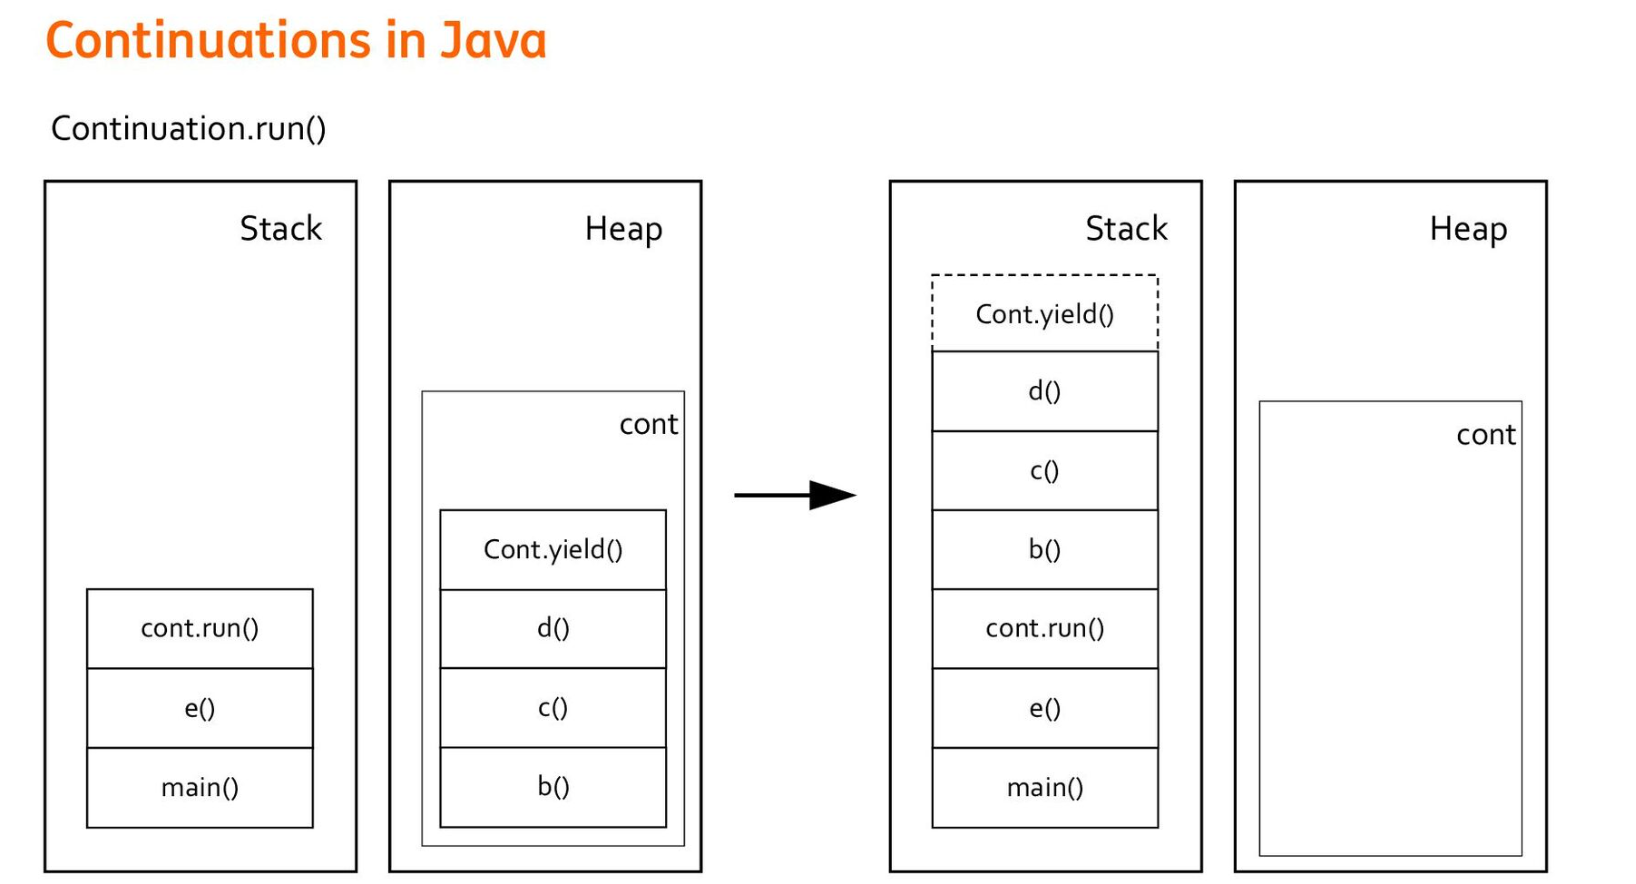 Continuations in Java
Continuation.run()
Stack
cont.run()
e()
main()
Heap
cont
Cont.yield()
d()
c()
b()
Stack
Cont.yield()
d()
c()
b()
cont.run()
e()
main()
Heap
cont